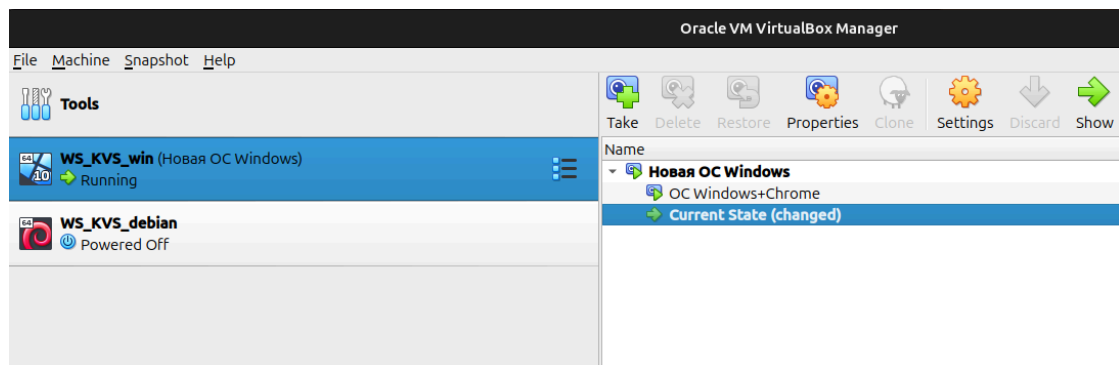 Oracle VM VirtualBox Manager
File Machine Snapshot Help
Tools
Take Delete Restore Properties Clone Settings Discard Show
64
10
WS_KVS_win (Новая ОС Windows)
Running
64
WS_KVS_debian
Powered Off
Name
Новая ОС Windows
ОС Windows+Chrome
Current State (changed)